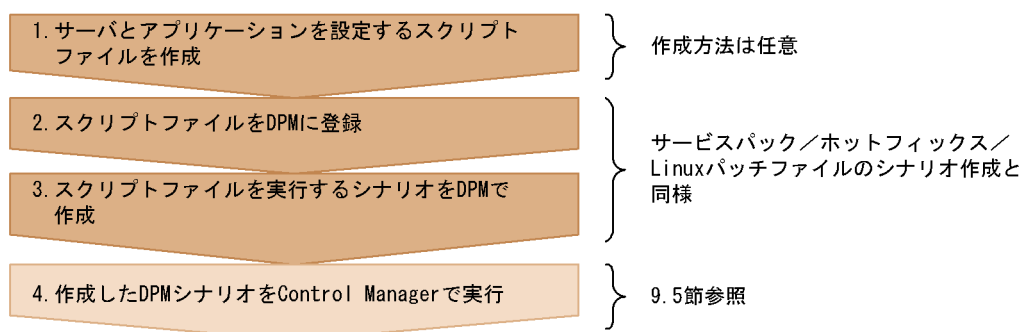 1. サーバとアプリケーションを設定するスクリプト
ファイルを作成
作成方法は任意
2. スクリプトファイルをDPMに登録
3. スクリプトファイルを実行するシナリオをDPMで
作成
サービスパック／ホットフィックス／
Linuxパッチファイルのシナリオ作成と
同様
4. 作成したDPMシナリオをControl Managerで実行
9.5節参照